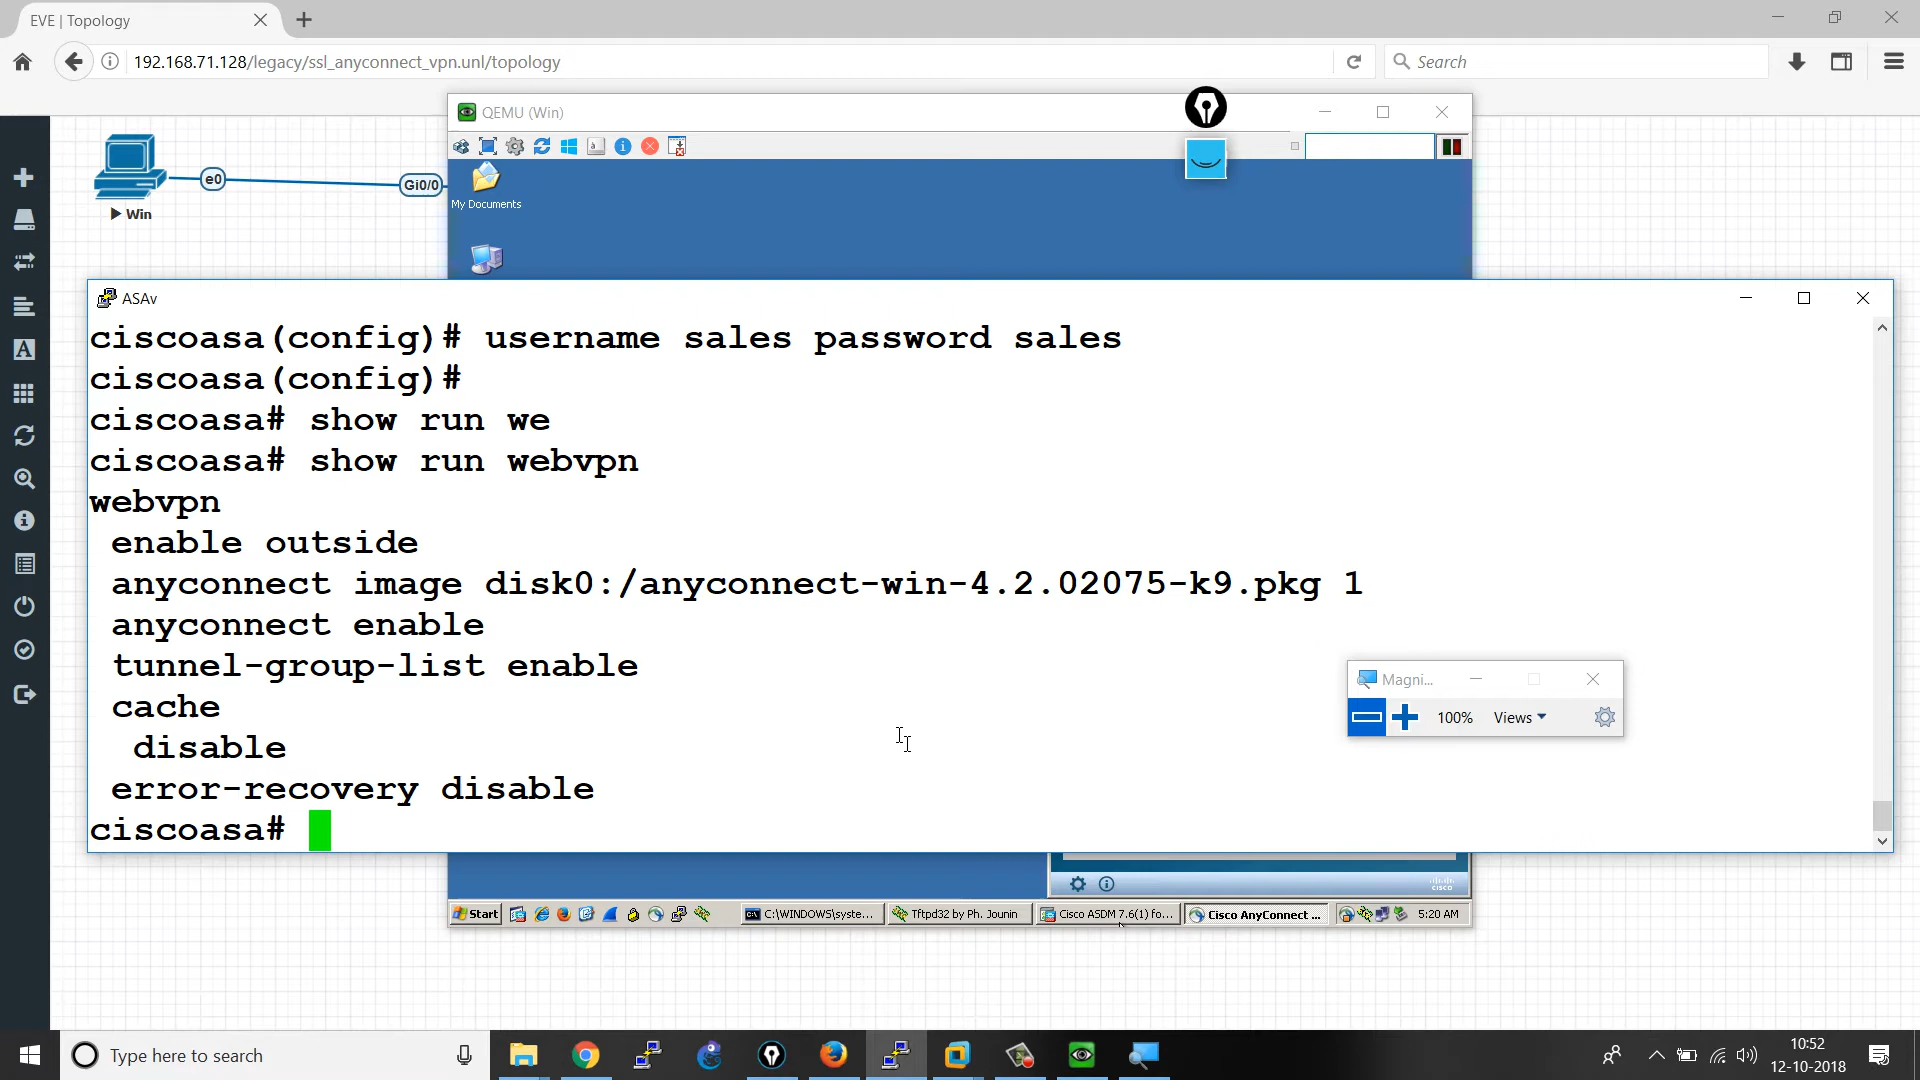 EVE | Topology
192.168.71.128/legacy/ssl_anyconnect_vpn.unl/topology
Search
QEMU (Win)
e0
Gi0/0
Win
My Documents
ASAv
ciscoasa(config)# username sales password sales
ciscoasa(config)#
ciscoasa# show run we
ciscoasa# show run webvpn
webvpn
enable outside
anyconnect image disk0:/anyconnect-win-4.2.02075-k9.pkg 1
anyconnect enable
tunnel-group-list enable
cache
disable
error-recovery disable
ciscoasa#
Magni...
100%
Views
CISCO
Start
C:\WINDOWS\syste...
Tftpd32 by Ph. Jounin
Cisco ASDM 7.6(1) fo...
Cisco AnyConnect ...
5:20 AM
Type here to search
10:52
12-10-2018